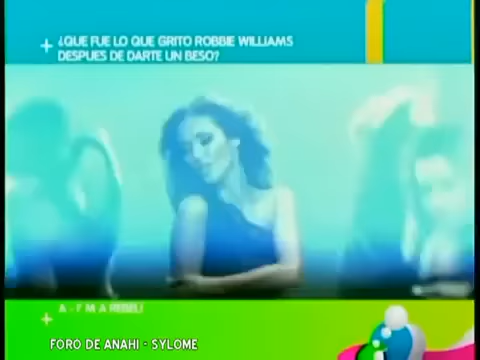 ¿QUE FUE LO QUE GRITO ROBBIE WILLIAMS
DESPUES DE DARTE UN BESO?
A - I'M A REBEL!
FORO DE ANAHI - SYLOME